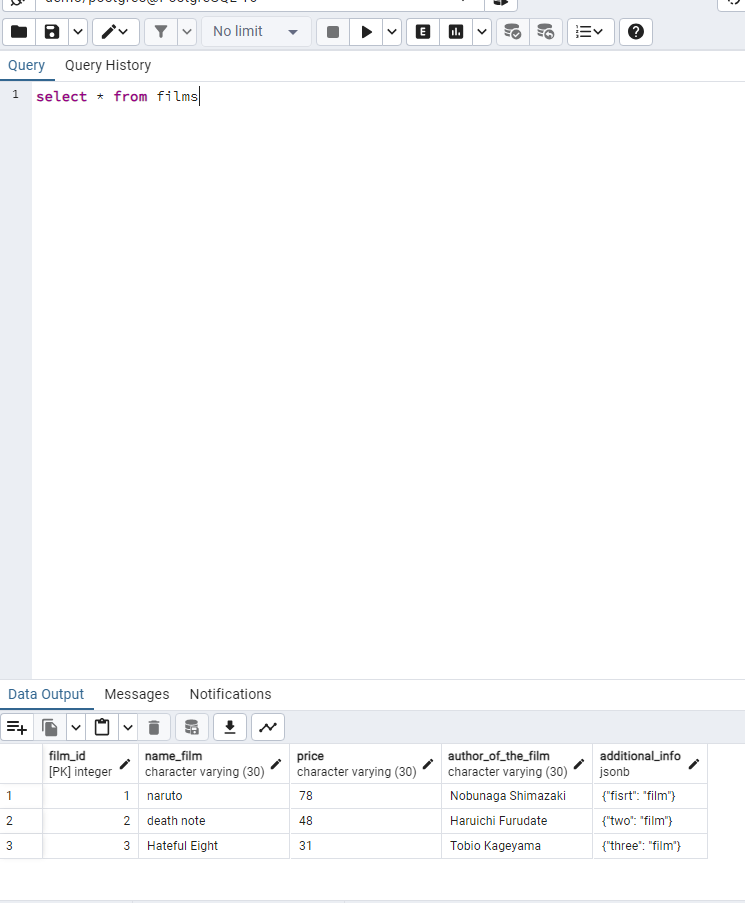 No limit
E
Query Query History
1 select * from films
Data Output Messages Notifications
film_id name_film price author_of_the_film additional_info
[PK] integer character varying (30) character varying (30) character varying (30) jsonb
1 1 naruto 78 Nobunaga Shimazaki {"fisrt": "film"}
2 2 death note 48 Haruichi Furudate {"two": "film"}
3 3 Hateful Eight 31 Tobio Kageyama {"three": "film"}